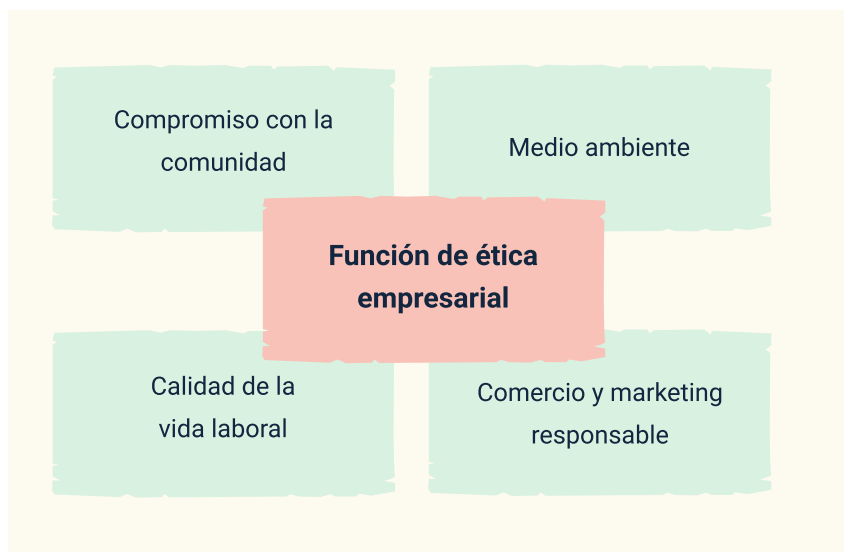 Compromiso con la
comunidad
Medio ambiente
Función de ética
empresarial
Calidad de la
vida laboral
Comercio y marketing
responsable